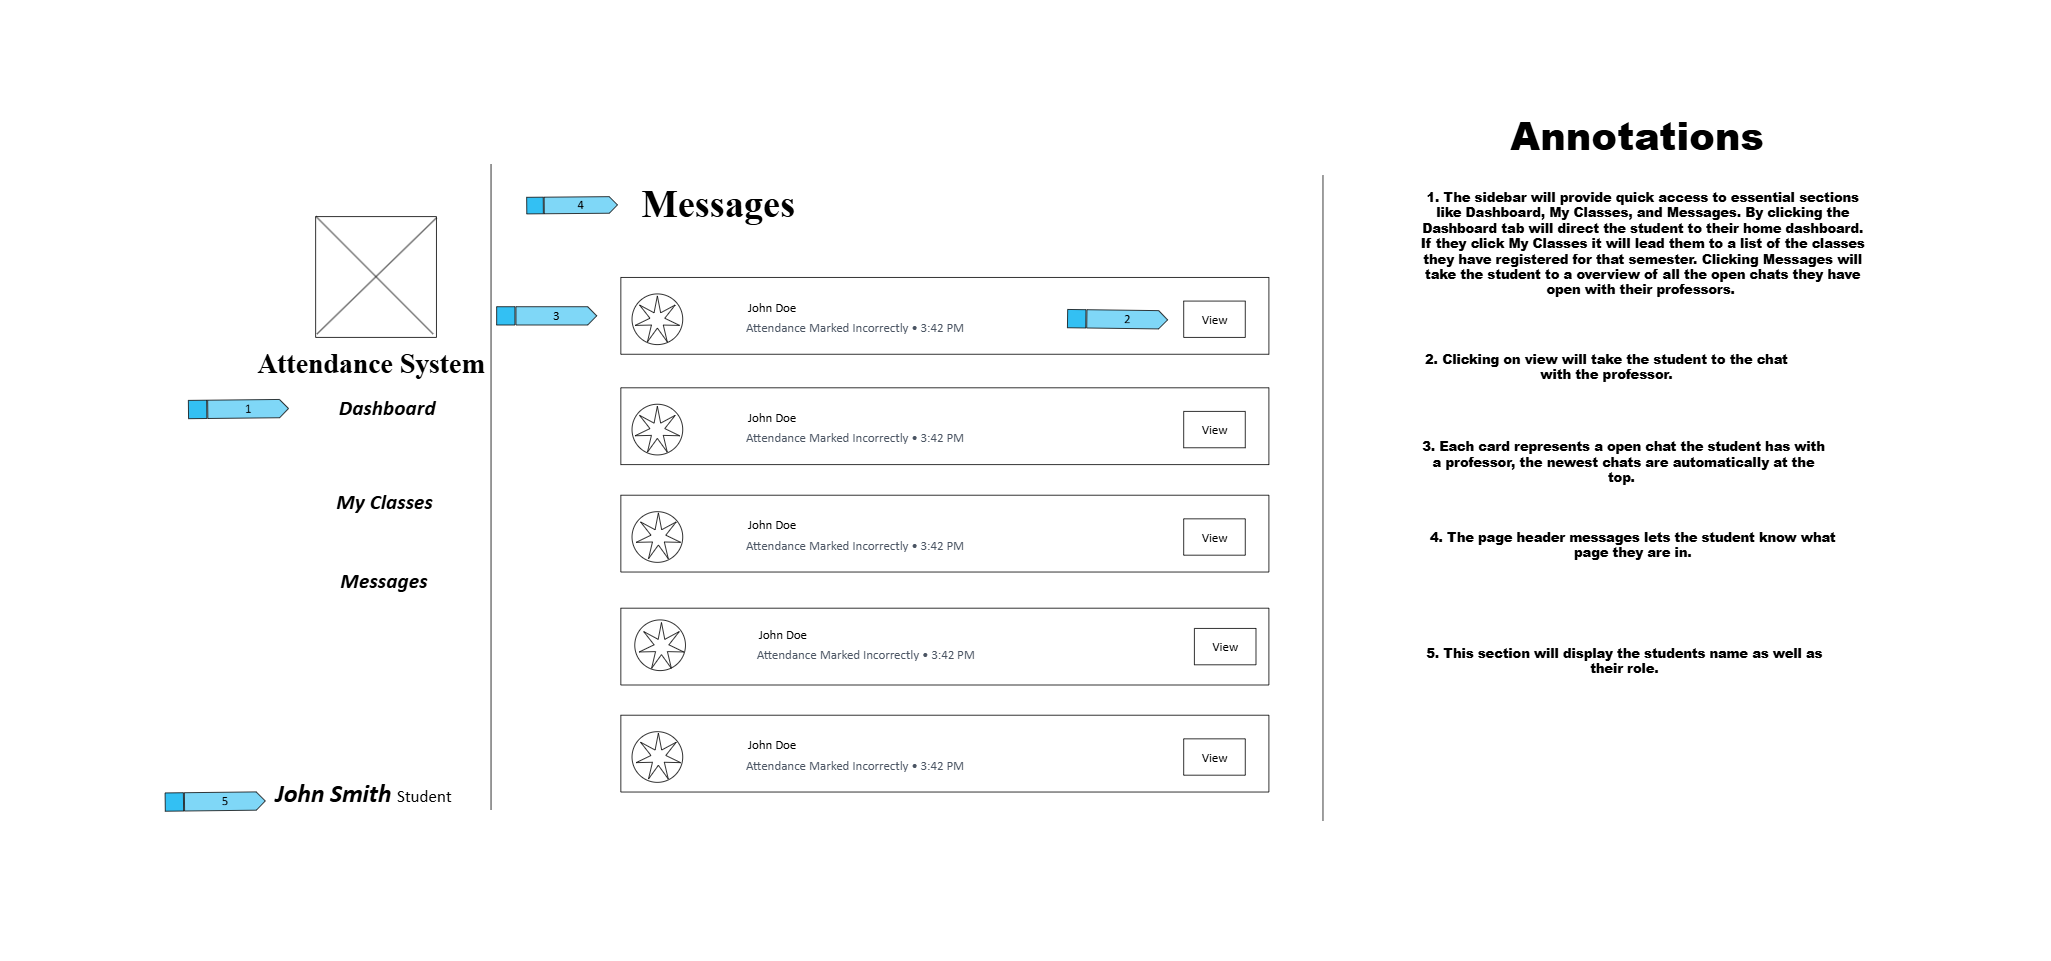 Attendance System
1
Dashboard
My Classes
Messages
5
John Smith Student
4
Messages
3
John Doe
Attendance Marked Incorrectly • 3:42 PM
2
View
John Doe
Attendance Marked Incorrectly • 3:42 PM
View
John Doe
Attendance Marked Incorrectly • 3:42 PM
View
John Doe
Attendance Marked Incorrectly • 3:42 PM
View
John Doe
Attendance Marked Incorrectly • 3:42 PM
View
Annotations
1. The sidebar will provide quick access to essential sections
like Dashboard, My Classes, and Messages. By clicking the
Dashboard tab will direct the student to their home dashboard.
If they click My Classes it will lead them to a list of the classes
they have registered for that semester. Clicking Messages will
take the student to a overview of all the open chats they have
open with their professors.
2. Clicking on view will take the student to the chat
with the professor.
3. Each card represents a open chat the student has with
a professor, the newest chats are automatically at the
top.
4. The page header messages lets the student know what
page they are in.
5. This section will display the students name as well as
their role.